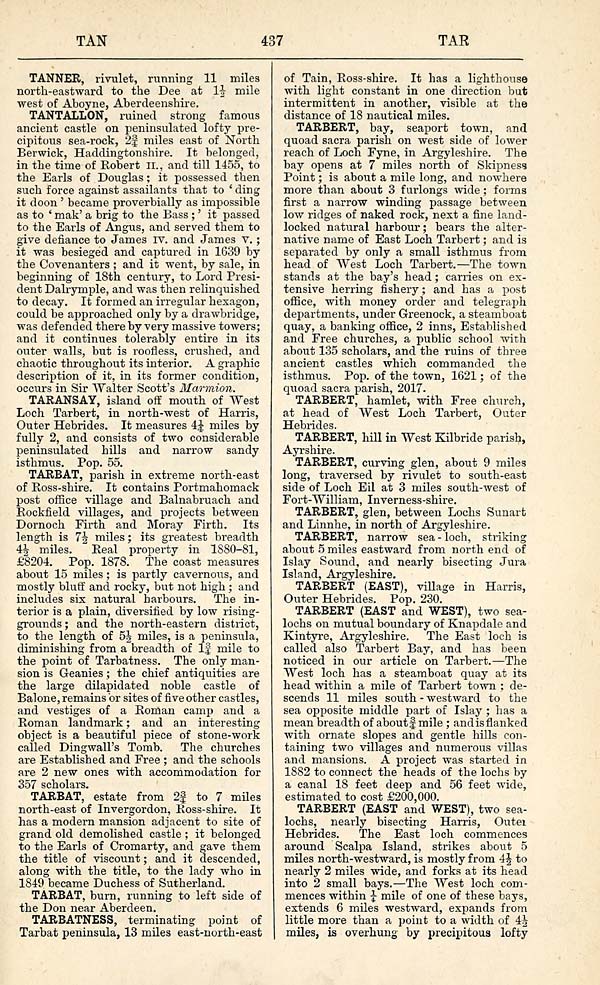 TAN 437 TAR
TANNER, rivulet, running 11 miles
north-eastward to the Dee at 1½ mile
west of Aboyne, Aberdeenshire.
TANTALLON, ruined strong famous
ancient castle on peninsulated lofty pre-
cipitous sea-rock, 2¾ miles east of North
Berwick, Haddingtonshire. It belonged,
in the time of Robert II., and till 1455, to
the Earls of Douglas; it possessed then
such force against assailants that to 'ding
it doon' became proverbially as impossible
as to 'mak' a brig to the Bass;' it passed
to the Earls of Angus, and served them to
give defiance to James IV. and James V.;
it was besieged and captured in 1639 by
the Covenanters; and it went, by sale, in
beginning of 18th century, to Lord Presi-
dent Dalrymple, and was then relinquished
to decay. It formed an irregular hexagon,
could be approached only by a drawbridge,
was defended there by very massive towers;
and it continues tolerably entire in its
outer walls, but is roofless, crushed, and
chaotic throughout its interior. A graphic
description of it, in its former condition,
occurs in Sir Walter Scott's Marmion.
TARANSAY, island off mouth of West
Loch Tarbert, in north-west of Harris,
Outer Hebrides. It measures 4¼ miles by
fully 2, and consists of two considerable
peninsulated hills and narrow sandy
isthmus. Pop. 55.
TARBAT, parish in extreme north-east
of Ross-shire. It contains Portmahomack
post office village and Balnabruach and
Rockfield villages, and projects between
Dornoch Firth and Moray Firth. Its
length is 7½ miles; its greatest breadth
4½ miles. Real property in 1880-81,
£8204. Pop. 1878. The coast measures
about 15 miles; is partly cavernous, and
mostly bluff and rocky, but not high; and
includes six natural harbours. The in-
terior is a plain, diversified by low rising-
grounds; and the north-eastern district,
to the length of 5½ miles, is a peninsula,
diminishing from a breadth of 1¾ mile to
the point of Tarbatness. The only man-
sion is Geanies; the chief antiquities are
the large dilapidated noble castle of
Balone, remains or sites of five other castles,
and vestiges of a Roman camp and a
Roman landmark; and an interesting
object is a beautiful piece of stone-work
called Dingwall's Tomb. The churches
are Established and Free; and the schools
are 2 new ones with accommodation for
357 scholars.
TARBAT, estate from 2¾ to 7 miles
north-east of Invergordon, Ross-shire. It
has a modern mansion adjacent to site of
grand old demolished castle; it belonged
to the Earls of Cromarty, and gave them
the title of viscount; and it descended,
along with the title, to the lady who in
1849 became Duchess of Sutherland.
TARBAT, burn, running to left side of
the Don near Aberdeen.
TARBATNESS, terminating point of
Tarbat peninsula, 13 miles east-north-east
of Tain, Ross-shire. It has a lighthouse
with light constant in one direction but
intermittent in another, visible at the
distance of 18 nautical miles.
TARBERT, bay, seaport town, and
quoad sacra parish on west side of lower
reach of Loch Fyne, in Argyleshire. The
bay opens at 7 miles north of Skipness
Point; is about a mile long, and nowhere
more than about 3 furlongs wide; forms
first a narrow winding passage between
low ridges of naked rock, next a fine land-
locked natural harbour; bears the alter-
native name of East Loch Tarbert; and is
separated by only a small isthmus from
head of West Loch Tarbert.—The town
stands at the bay's head; carries on ex-
tensive herring fishery; and has a post
office, with money order and telegraph
departments, under Greenock, a steamboat
quay, a banking office, 2 inns, Established
and Free churches, a public school with
about 135 scholars, and the ruins of three
ancient castles which commanded the
isthmus. Pop. of the town, 1621; of the
quoad sacra parish, 2017.
TARBERT, hamlet, with Free church,
at head of West Loch Tarbert, Outer
Hebrides.
TARBERT, hill in West Kilbride parish,
Ayrshire.
TARBERT, curving glen, about 9 miles
long, traversed by rivulet to south-east
side of Loch Eil at 3 miles south-west of
Fort-William, Inverness-shire.
TARBERT, glen, between Lochs Sunart
and Linnhe, in north of Argyleshire.
TARBERT, narrow sea-loch, striking
about 5 miles eastward from north end of
Islay Sound, and nearly bisecting Jura
Island, Argyleshire.
TARBERT (EAST), village in Harris,
Outer Hebrides. Pop. 230.
TARBERT (EAST and WEST), two sea-
lochs on mutual boundary of Knapdale and
Kintyre, Argyleshire. The East loch is
called also Tarbert Bay, and has been
noticed in our article on Tarbert.—The
West loch has a steamboat quay at its
head within a mile of Tarbert town; de-
scends 11 miles south-westward to the
sea opposite middle part of Islay; has a
mean breadth of about ¾ mile; and is flanked
with ornate slopes and gentle hills con-
taining two villages and numerous villas
and mansions. A project was started in
1882 to connect the heads of the lochs by
a canal 18 feet deep and 56 feet wide,
estimated to cost £200,000.
TARBERT (EAST and WEST), two sea-
lochs, nearly bisecting Harris, Outer
Hebrides. The East loch commences
around Scalpa Island, strikes about 5
miles north-westward, is mostly from 4½ to
nearly 2 miles wide, and forks at its head
into 2 small bays.—The West loch com-
mences within ¼ mile of one of these bays,
extends 6 miles westward, expands from
little more than a point to a width of 4½
miles, is overhung by precipitous lofty